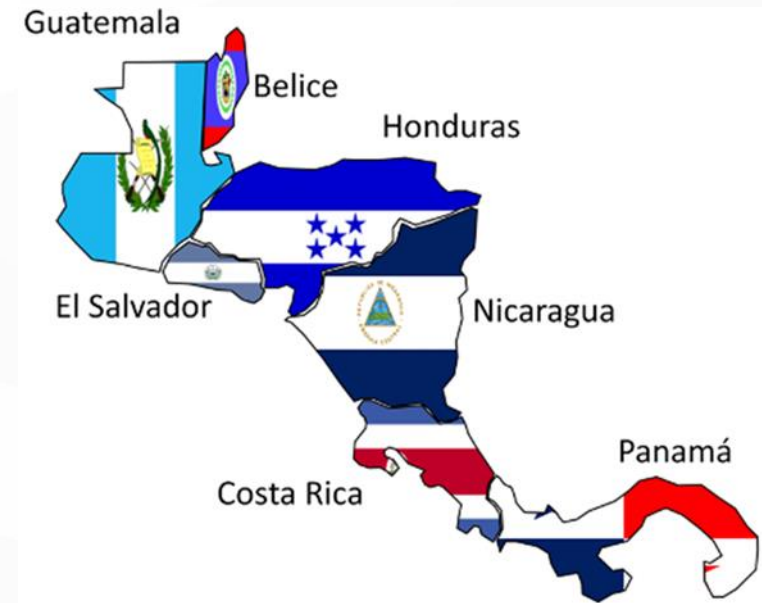 Guatemala
Belice
Honduras
El Salvador
Nicaragua
Panamá
Costa Rica